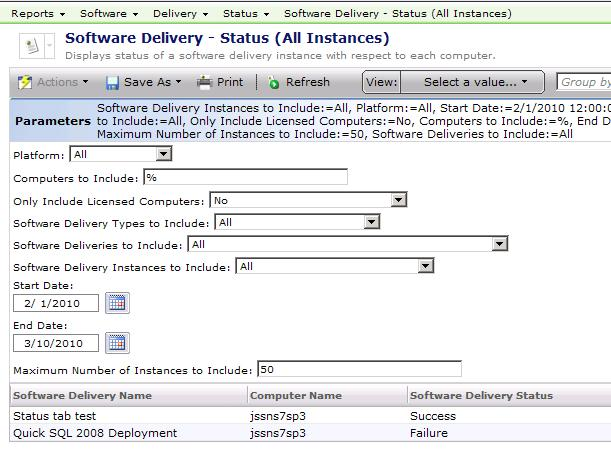 Reports Software Delivery Status Software Delivery - Status (All Instances)
Software Delivery - Status (All Instances)
Displays status of a software delivery instance with respect to each computer.
Actions Save As Print Refresh View: Select a value... Group by
Parameters
Software Delivery Instances to Include:=All, Platform:=All, Start Date:=2/1/2010 12:00:0
to Include:=All, Only Include Licensed Computers:=No, Computers to Include:=%, End D
Maximum Number of Instances to Include:=50, Software Deliveries to Include:=All
Platform: All
Computers to Include: %
Only Include Licensed Computers: No
Software Delivery Types to Include: All
Software Deliveries to Include: All
Software Delivery Instances to Include: All
Start Date:
2/ 1/2010
End Date:
3/10/2010
Maximum Number of Instances to Include: 50
Software Delivery Name Computer Name Software Delivery Status
Status tab test jssns7sp3 Success
Quick SQL 2008 Deployment jssns7sp3 Failure